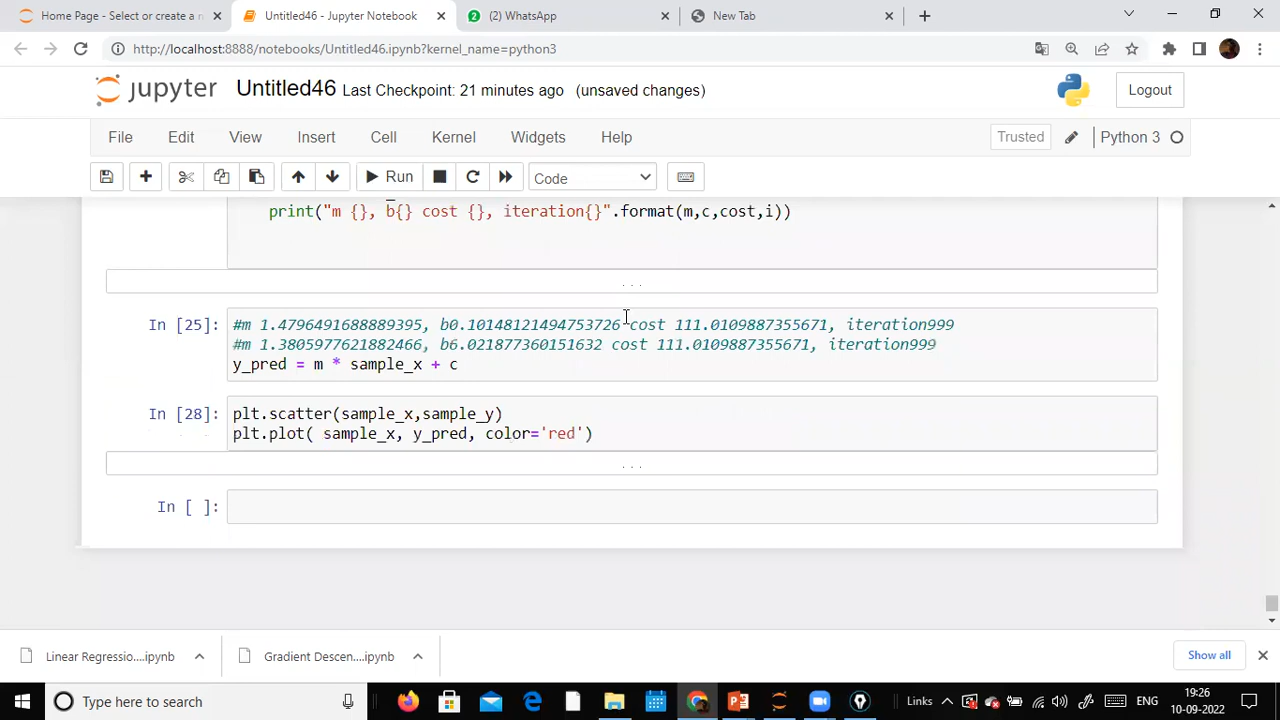 Home Page - Select or create a n
Untitled46 - Jupyter Notebook
(2) WhatsApp
New Tab
http://localhost:8888/notebooks/Untitled46.ipynb?kernel_name=python3
jupyter Untitled46 Last Checkpoint: 21 minutes ago (unsaved changes)
Logout
File Edit View Insert Cell Kernel Widgets Help
Trusted Python 3
Run Code
print("m {}, b{} cost {}, iteration{}".format(m,c,cost,i))
...
In [25]: #m 1.4796491688889395, b0.10148121494753726 cost 111.0109887355671, iteration999
#m 1.3805977621882466, b6.021877360151632 cost 111.0109887355671, iteration999
y_pred = m * sample_x + c
In [28]: plt.scatter(sample_x,sample_y)
plt.plot( sample_x, y_pred, color='red')
...
In [ ]:
Linear Regressio....ipynb
Gradient Descen....ipynb
Show all
Type here to search
Links
ENG
19:26
10-09-2022